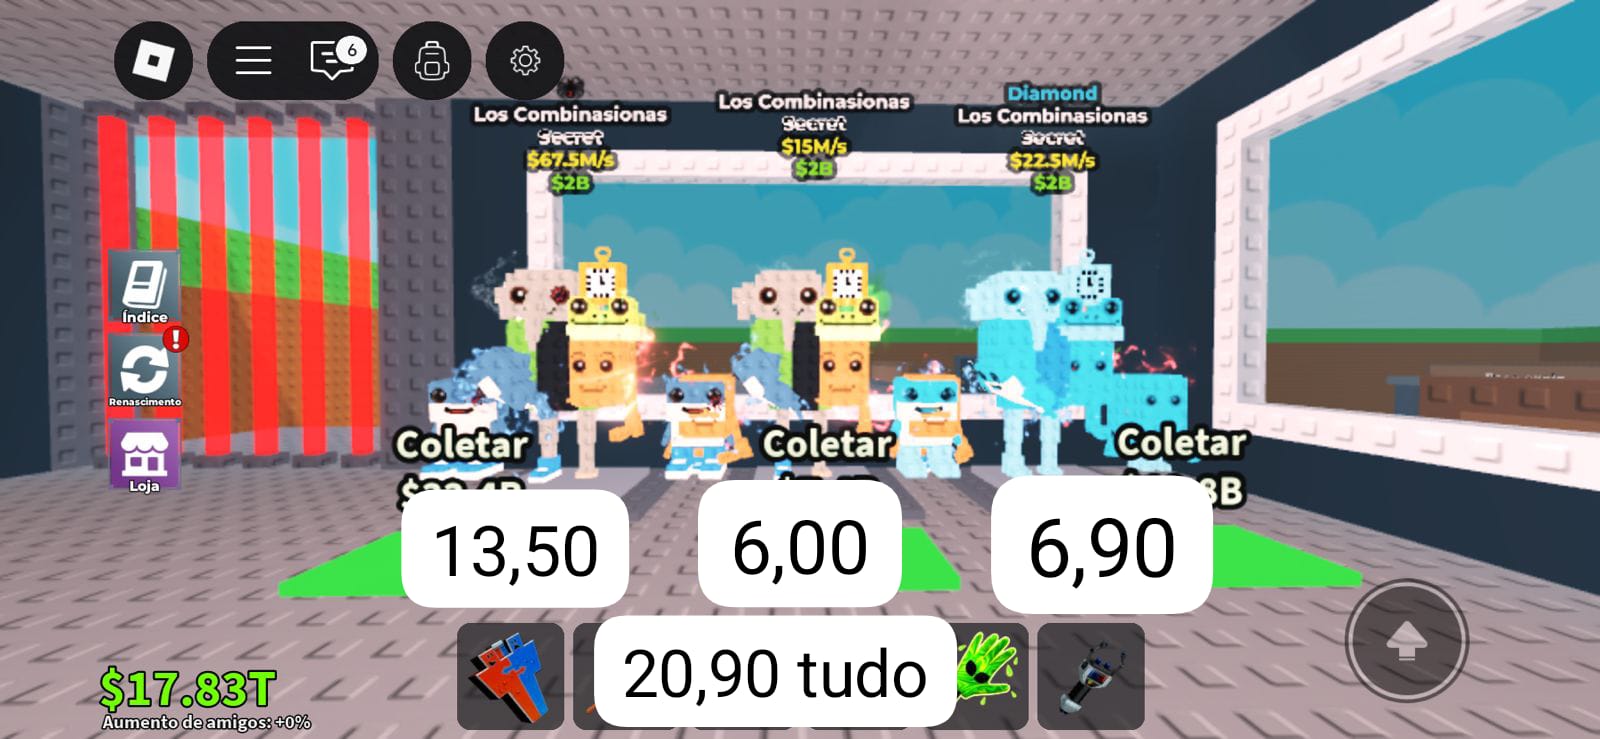 6
Los Combinasionas
Secret
$67.5M/s
$2B
Los Combinasionas
Secret
$15M/s
$2B
Diamond
Los Combinasionas
Secret
$22.5M/s
$2B
Índice
!
Renascimento
Loja
Coletar
Coletar
Coletar
13,50
6,00
6,90
20,90 tudo
$17.83T
Aumento de amigos: +0%